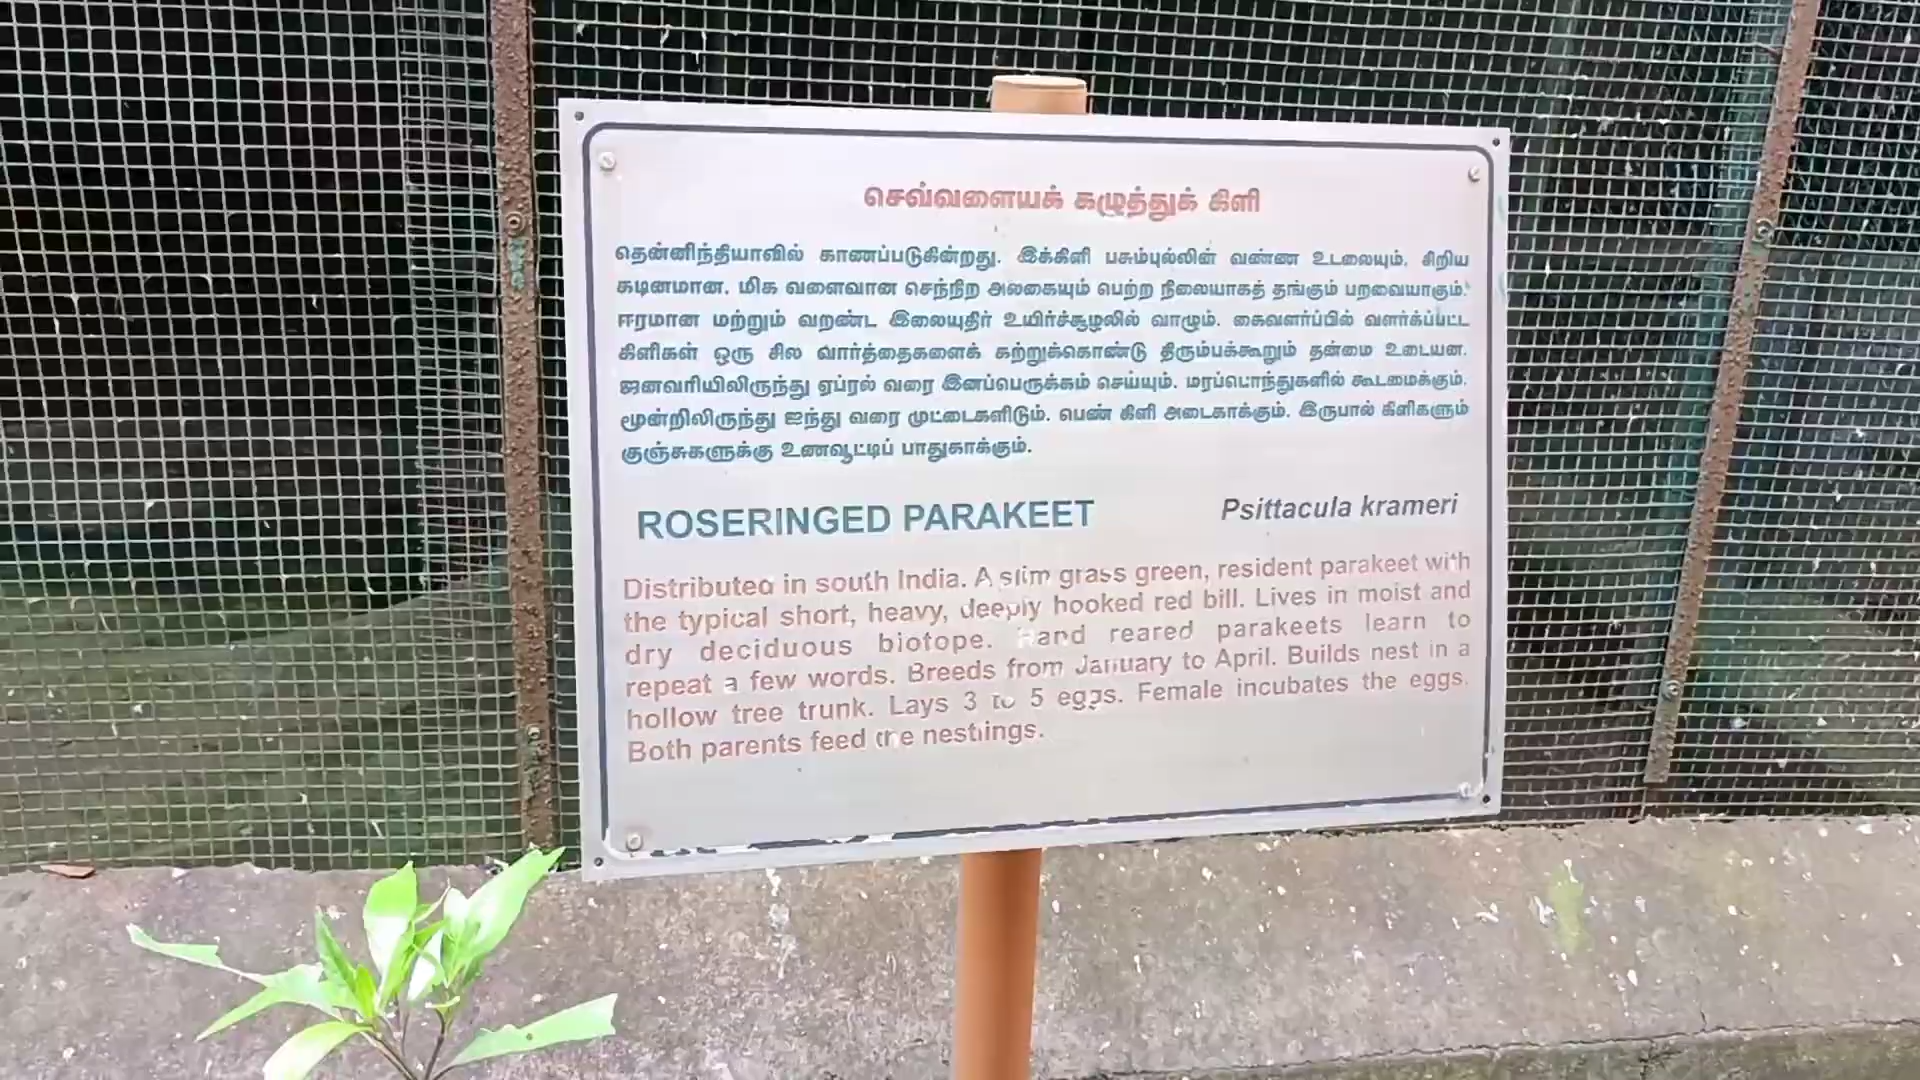 செவ்வளையக் கழுத்துக் கிளி
தென்னிந்தியாவில் காணப்படுகின்றது. இக்கிளி பசும்புல்லின் வண்ண உடலையும், சிறிய
கடினமான, மிக வளைவான செந்நிற அலகையும் பெற்ற நிலையாகத் தங்கும் பறவையாகும்.
ஈரமான மற்றும் வறண்ட இலையுதிர் உயிர்ச்சூழலில் வாழும். கைவளர்ப்பில் வளர்க்ப்பட்ட
கிளிகள் ஒரு சில வார்த்தைகளைக் கற்றுக்கொண்டு திரும்பக்கூறும் தன்மை உடையன.
ஜனவரியிலிருந்து ஏப்ரல் வரை இனப்பெருக்கம் செய்யும். மரப்பொந்துகளில் கூடமைக்கும்.
மூன்றிலிருந்து ஐந்து வரை முட்டைகளிடும். பெண் கிளி அடைகாக்கும். இருபால் கிளிகளும்
குஞ்சுகளுக்கு உணவூட்டிப் பாதுகாக்கும்.
ROSERINGED PARAKEET Psittacula krameri
Distributed in south India. A slim grass green, resident parakeet with
the typical short, heavy, deeply hooked red bill. Lives in moist and
dry deciduous biotope. Hand reared parakeets learn to
repeat a few words. Breeds from January to April. Builds nest in a
hollow tree trunk. Lays 3 to 5 eggs. Female incubates the eggs.
Both parents feed the nestlings.